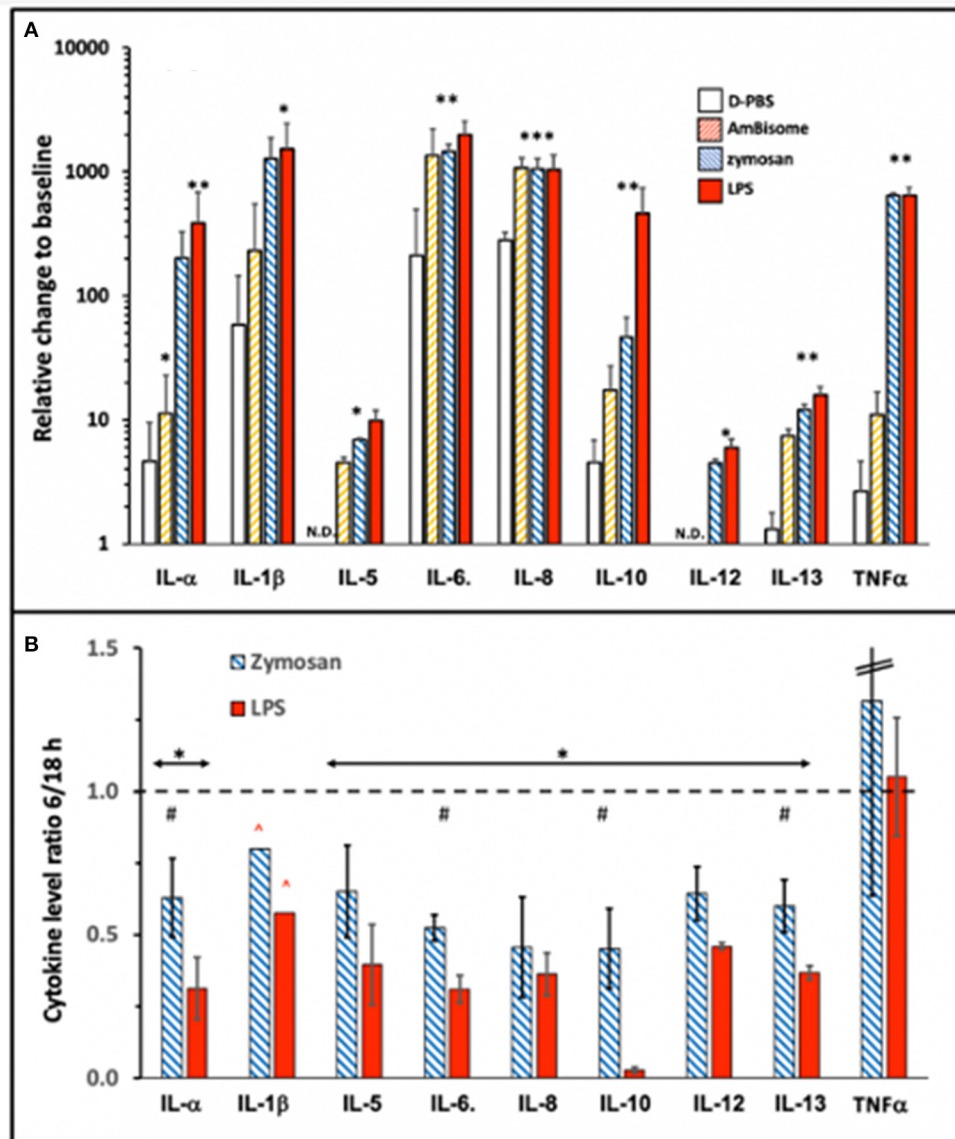 A
10000
1000
100
10
1
Relative change to baseline
D-PBS
AmBisome
zymosan
LPS
*
**
*
N.D.
*
**
***
**
N.D.
*
**
**
IL-α
IL-1β
IL-5
IL-6.
IL-8
IL-10
IL-12
IL-13
TNFα
B
1.5
1.0
0.5
0.0
Cytokine level ratio 6/18 h
Zymosan
LPS
*
*
#
#
#
#
^
^
IL-α
IL-1β
IL-5
IL-6.
IL-8
IL-10
IL-12
IL-13
TNFα